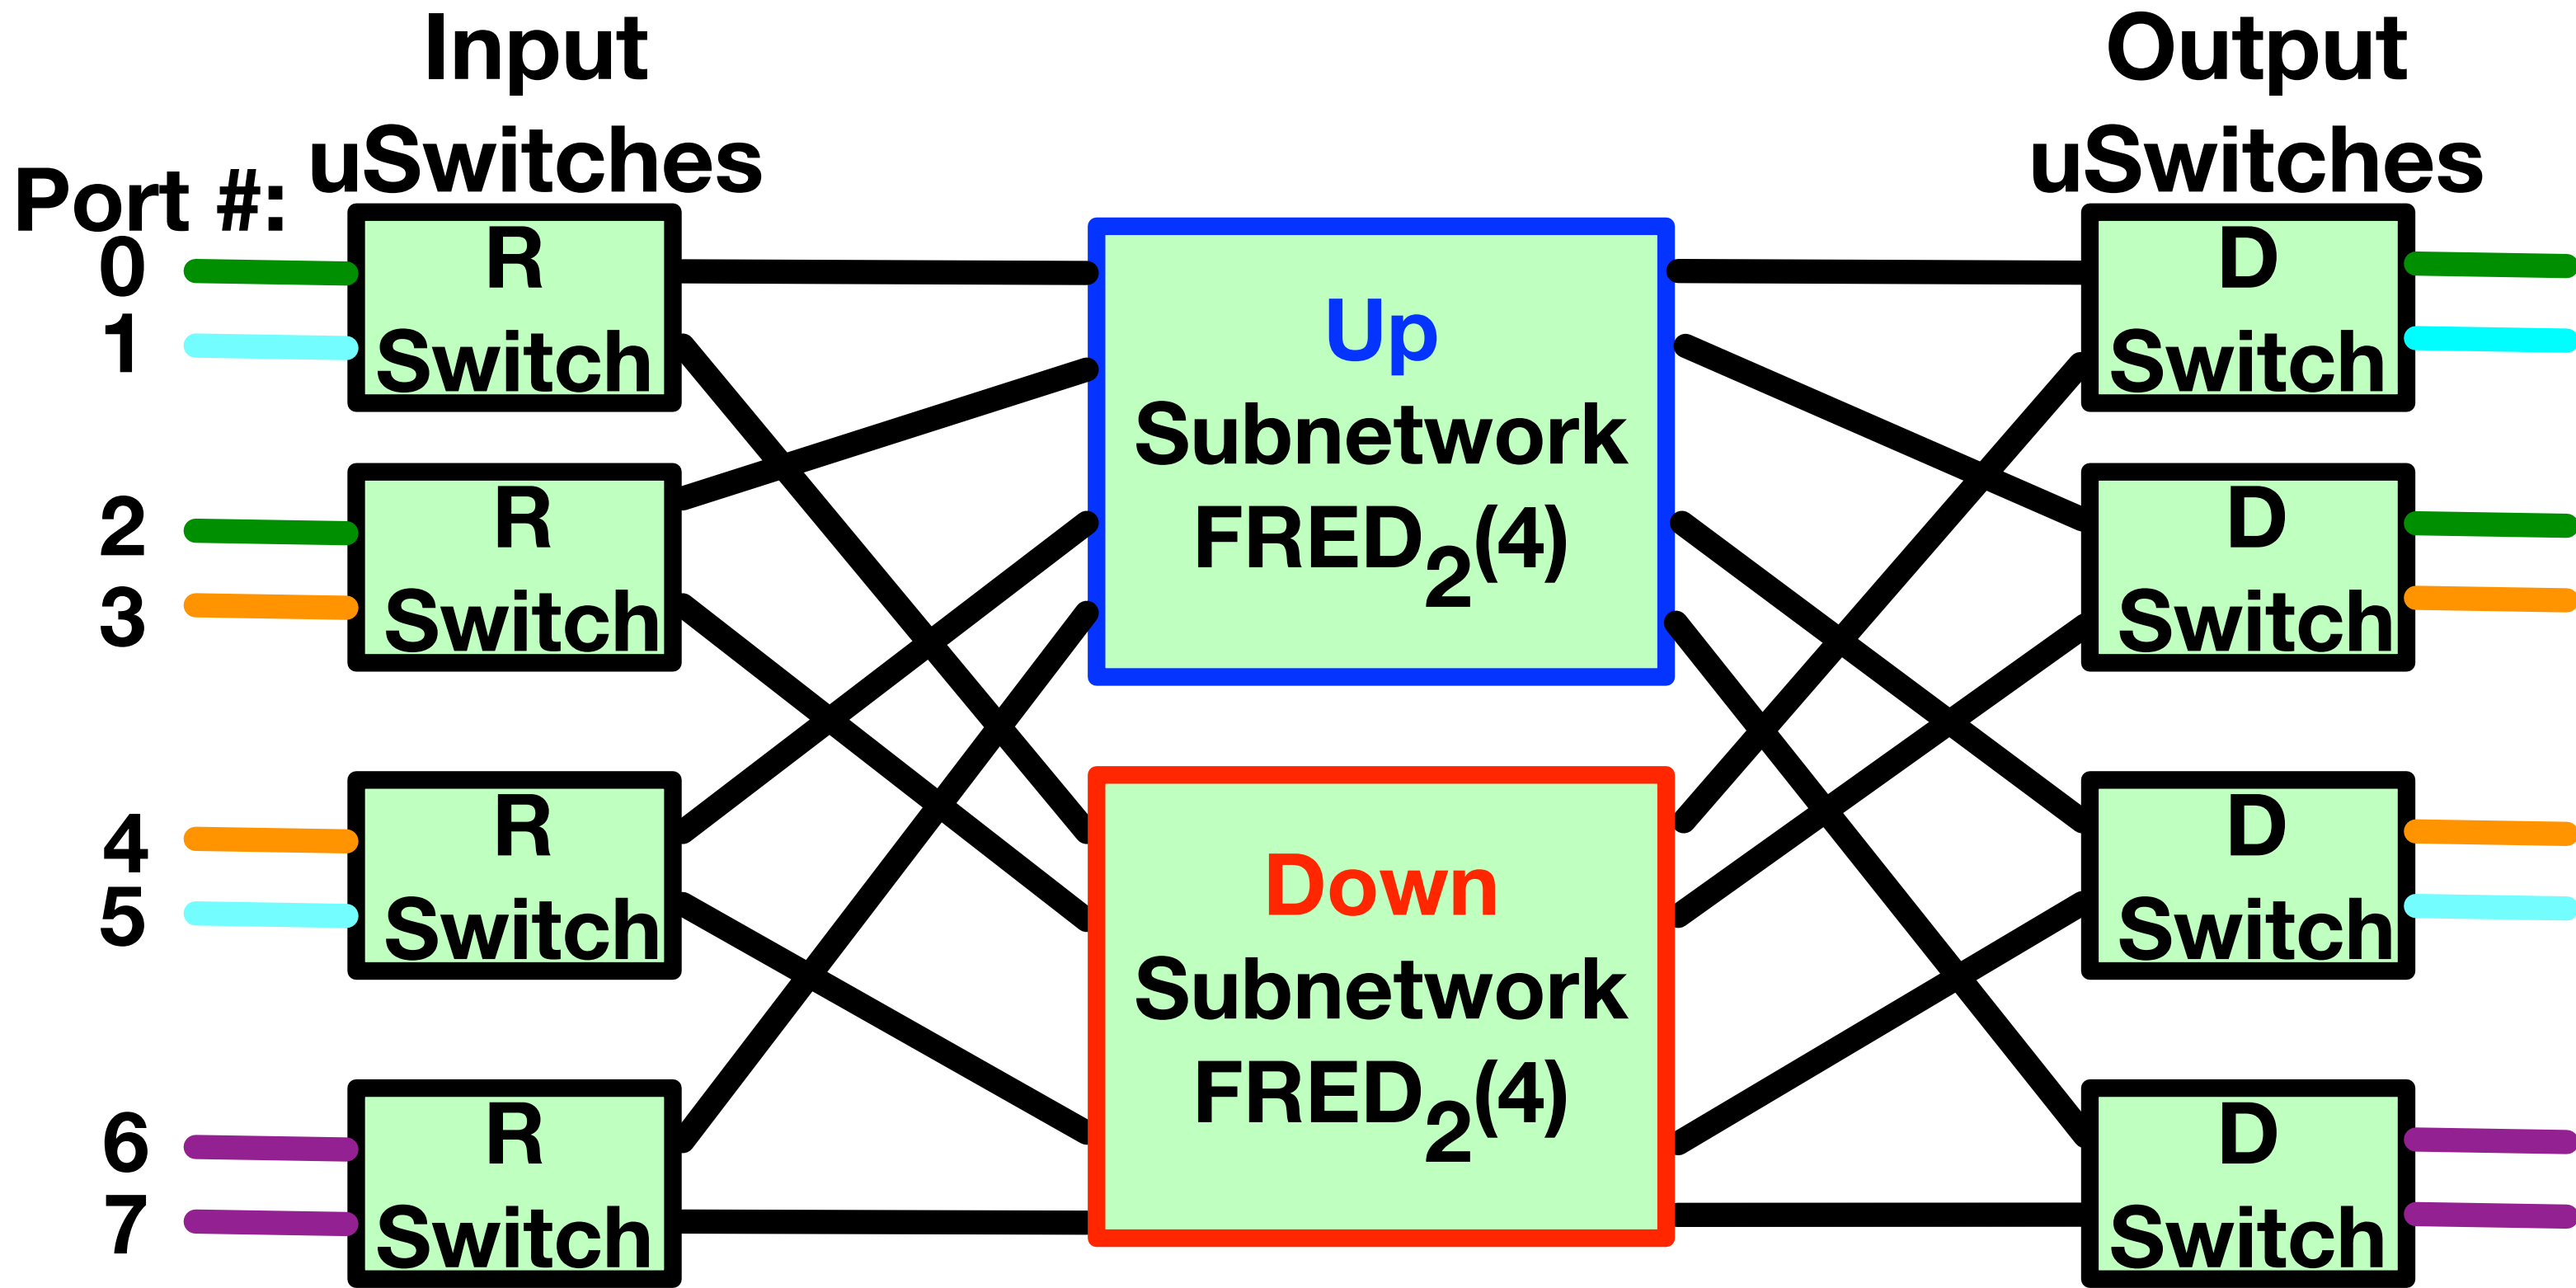 Input
uSwitches
Output
uSwitches
Port #:
0
1
2
3
4
5
6
7
R
Switch
R
Switch
R
Switch
R
Switch
Up
Subnetwork
FRED2(4)
Down
Subnetwork
FRED2(4)
D
Switch
D
Switch
D
Switch
D
Switch